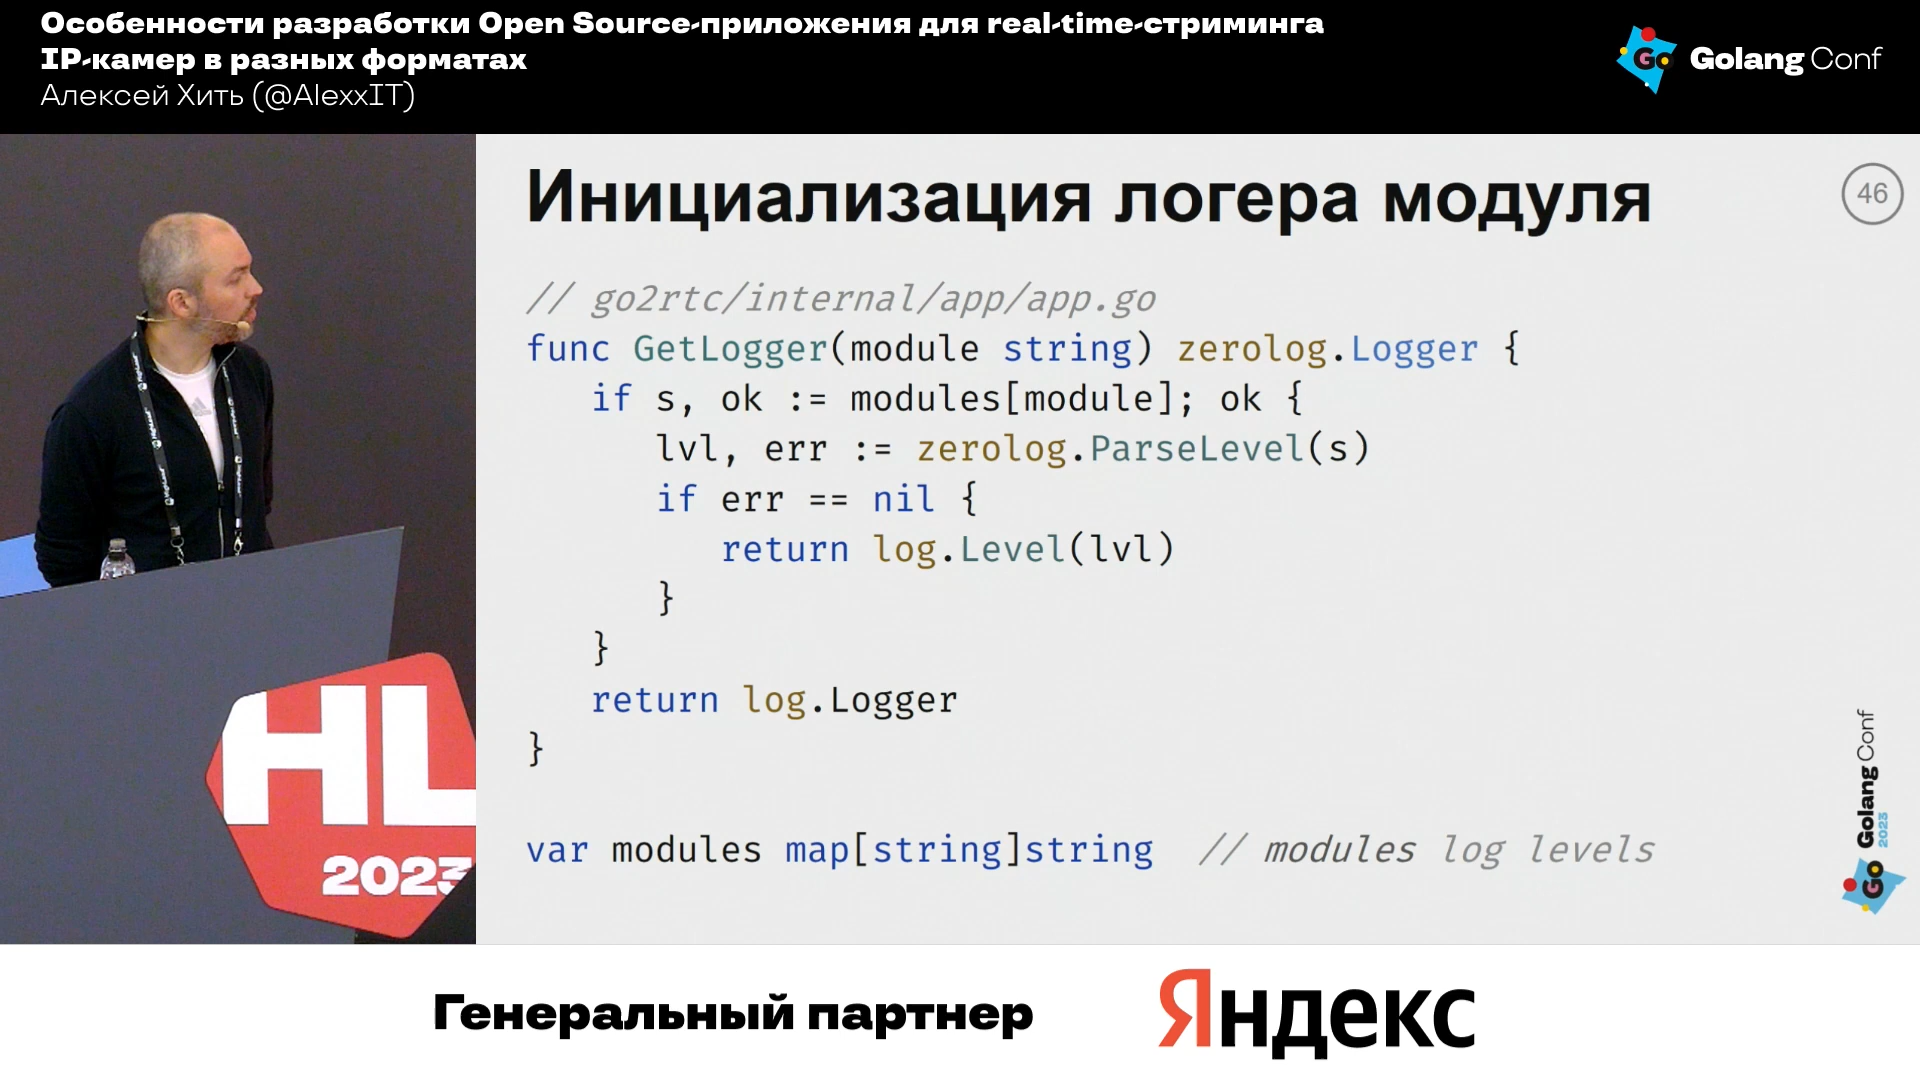 Особенности разработки Open Source-приложения для real-time-стриминга
IP-камер в разных форматах
Алексей Хить (@AlexxIT)
Go Golang Conf
Инициализация логера модуля
46
// go2rtc/internal/app/app.go
func GetLogger(module string) zerolog.Logger {
if s, ok := modules[module]; ok {
lvl, err := zerolog.ParseLevel(s)
if err == nil {
return log.Level(lvl)
}
}
return log.Logger
}
var modules map[string]string // modules log levels
Go Golang Conf
2023
HL
2023
Генеральный партнер
Яндекс